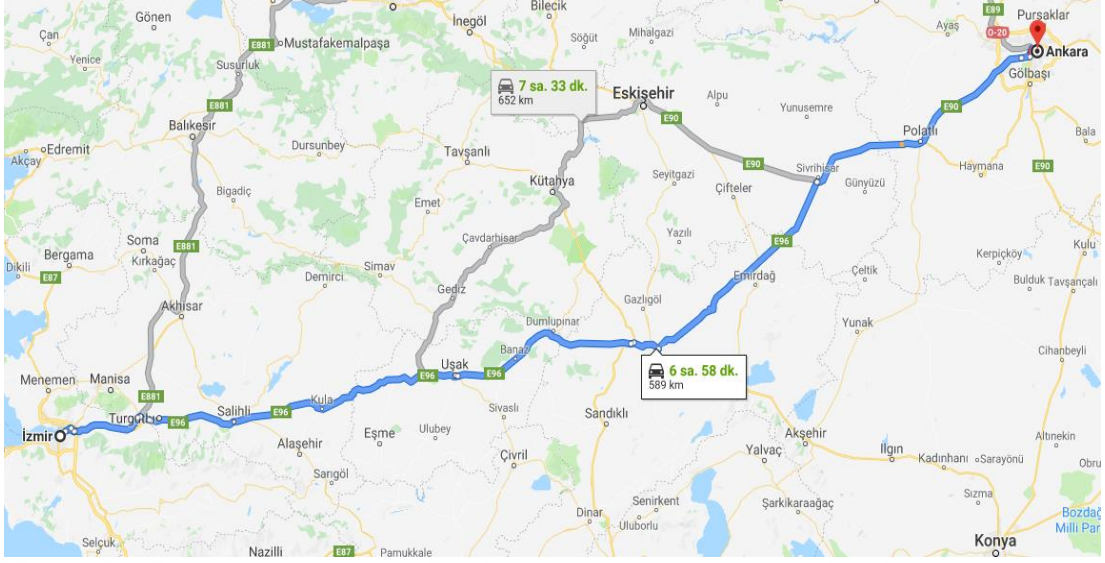 Gönen
İnegöl
Bilecik
E89
Pursaklar
Çan
Söğüt
Mihalgazi
Ayaş
O-20
Ankara
E881
Mustafakemalpaşa
Yenice
Susurluk
7 sa. 33 dk.
652 km
Gölbaşı
Eskişehir
Alpu
Yunusemre
E881
E90
E90
Balıkesir
Polatlı
Bala
Edremit
Dursunbey
Tavşanlı
E90
Haymana
E90
Akçay
Sivrihisar
Seyitgazi
Günyüzü
Kütahya
Çifteler
Bigadiç
Emet
Yazılı
Çavdarhisar
E96
Kulu
Soma
E881
Kerpiçköy
Bergama
Kırkağaç
Simav
Çeltik
Dikili
E87
Demirci
Emirdağ
Bulduk
Tavşançalı
Gediz
Gazlıgöl
Akhisar
Dumlupınar
Yunak
Banaz
Cihanbeyli
Uşak
6 sa. 58 dk.
589 km
E96
E96
Menemen
Manisa
E881
Kula
Salihli
E96
Sivaslı
Sandıklı
E96
İzmir
Eşme
Ulubey
Akşehir
Altınekin
Alaşehir
Çivril
Yalvaç
Ilgın
Kadınhanı
Sarayönü
Obru
Sarıgöl
Senirkent
Şarkikaraağaç
Sızma
Dinar
Uluborlu
Bozdağ
Milli Par
Selçuk
Konya
Nazilli
E87
Pamukkale